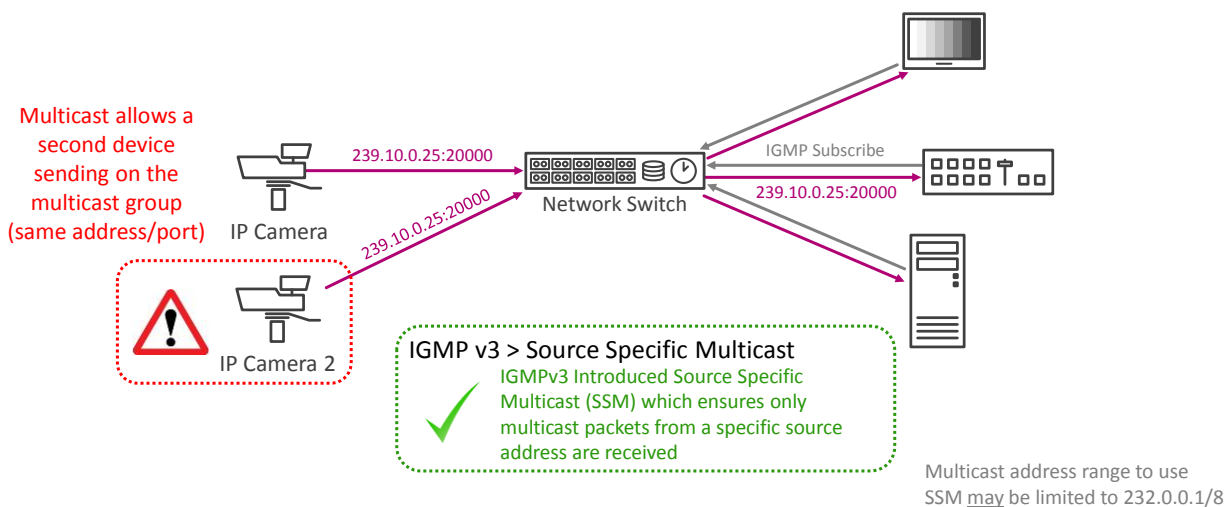 Multicast allows a
second device
sending on the
multicast group
(same address/port)
IP Camera
239.10.0.25:20000
239.10.0.25:20000
IP Camera 2
Network Switch
IGMP Subscribe
239.10.0.25:20000
IGMP v3 > Source Specific Multicast
IGMPv3 Introduced Source Specific
Multicast (SSM) which ensures only
multicast packets from a specific source
address are received
Multicast address range to use
SSM may be limited to 232.0.0.1/8